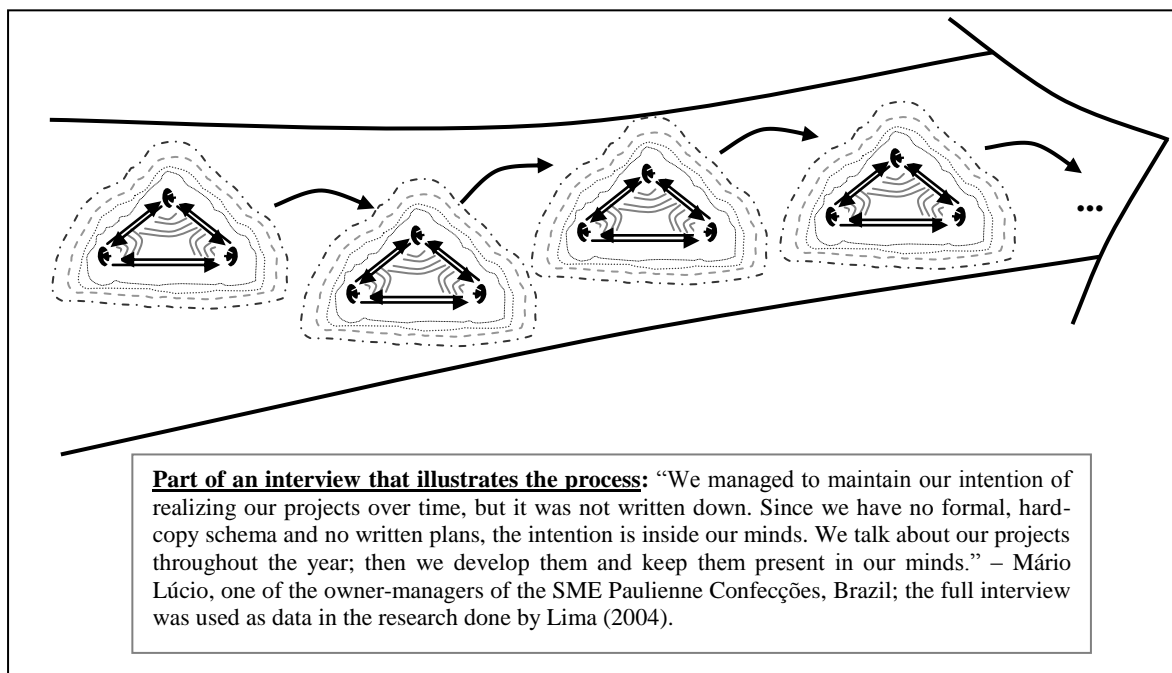 ...
Part of an interview that illustrates the process: “We managed to maintain our intention of
realizing our projects over time, but it was not written down. Since we have no formal, hard-
copy schema and no written plans, the intention is inside our minds. We talk about our projects
throughout the year; then we develop them and keep them present in our minds.” – Mário
Lúcio, one of the owner-managers of the SME Paulienne Confecções, Brazil; the full interview
was used as data in the research done by Lima (2004).